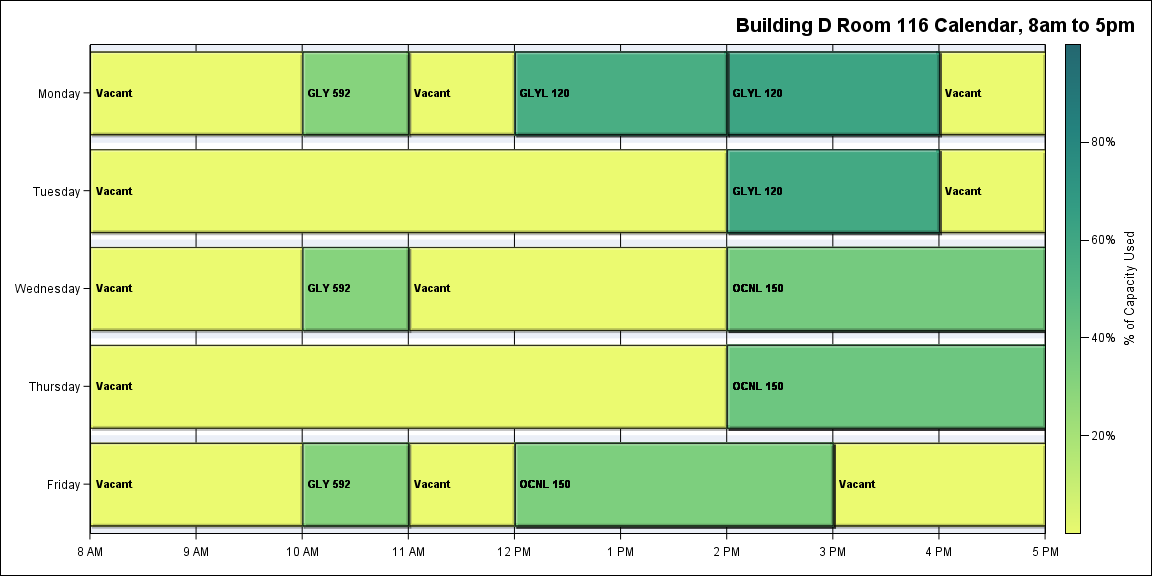 Building D Room 116 Calendar, 8am to 5pm
Monday
Vacant
GLY 592
Vacant
GLYL 120
GLYL 120
Vacant
Tuesday
Vacant
GLYL 120
Vacant
Wednesday
Vacant
GLY 592
Vacant
OCNL 150
Thursday
Vacant
OCNL 150
Friday
Vacant
GLY 592
Vacant
OCNL 150
Vacant
8 AM
9 AM
10 AM
11 AM
12 PM
1 PM
2 PM
3 PM
4 PM
5 PM
80%
60%
40%
20%
% of Capacity Used